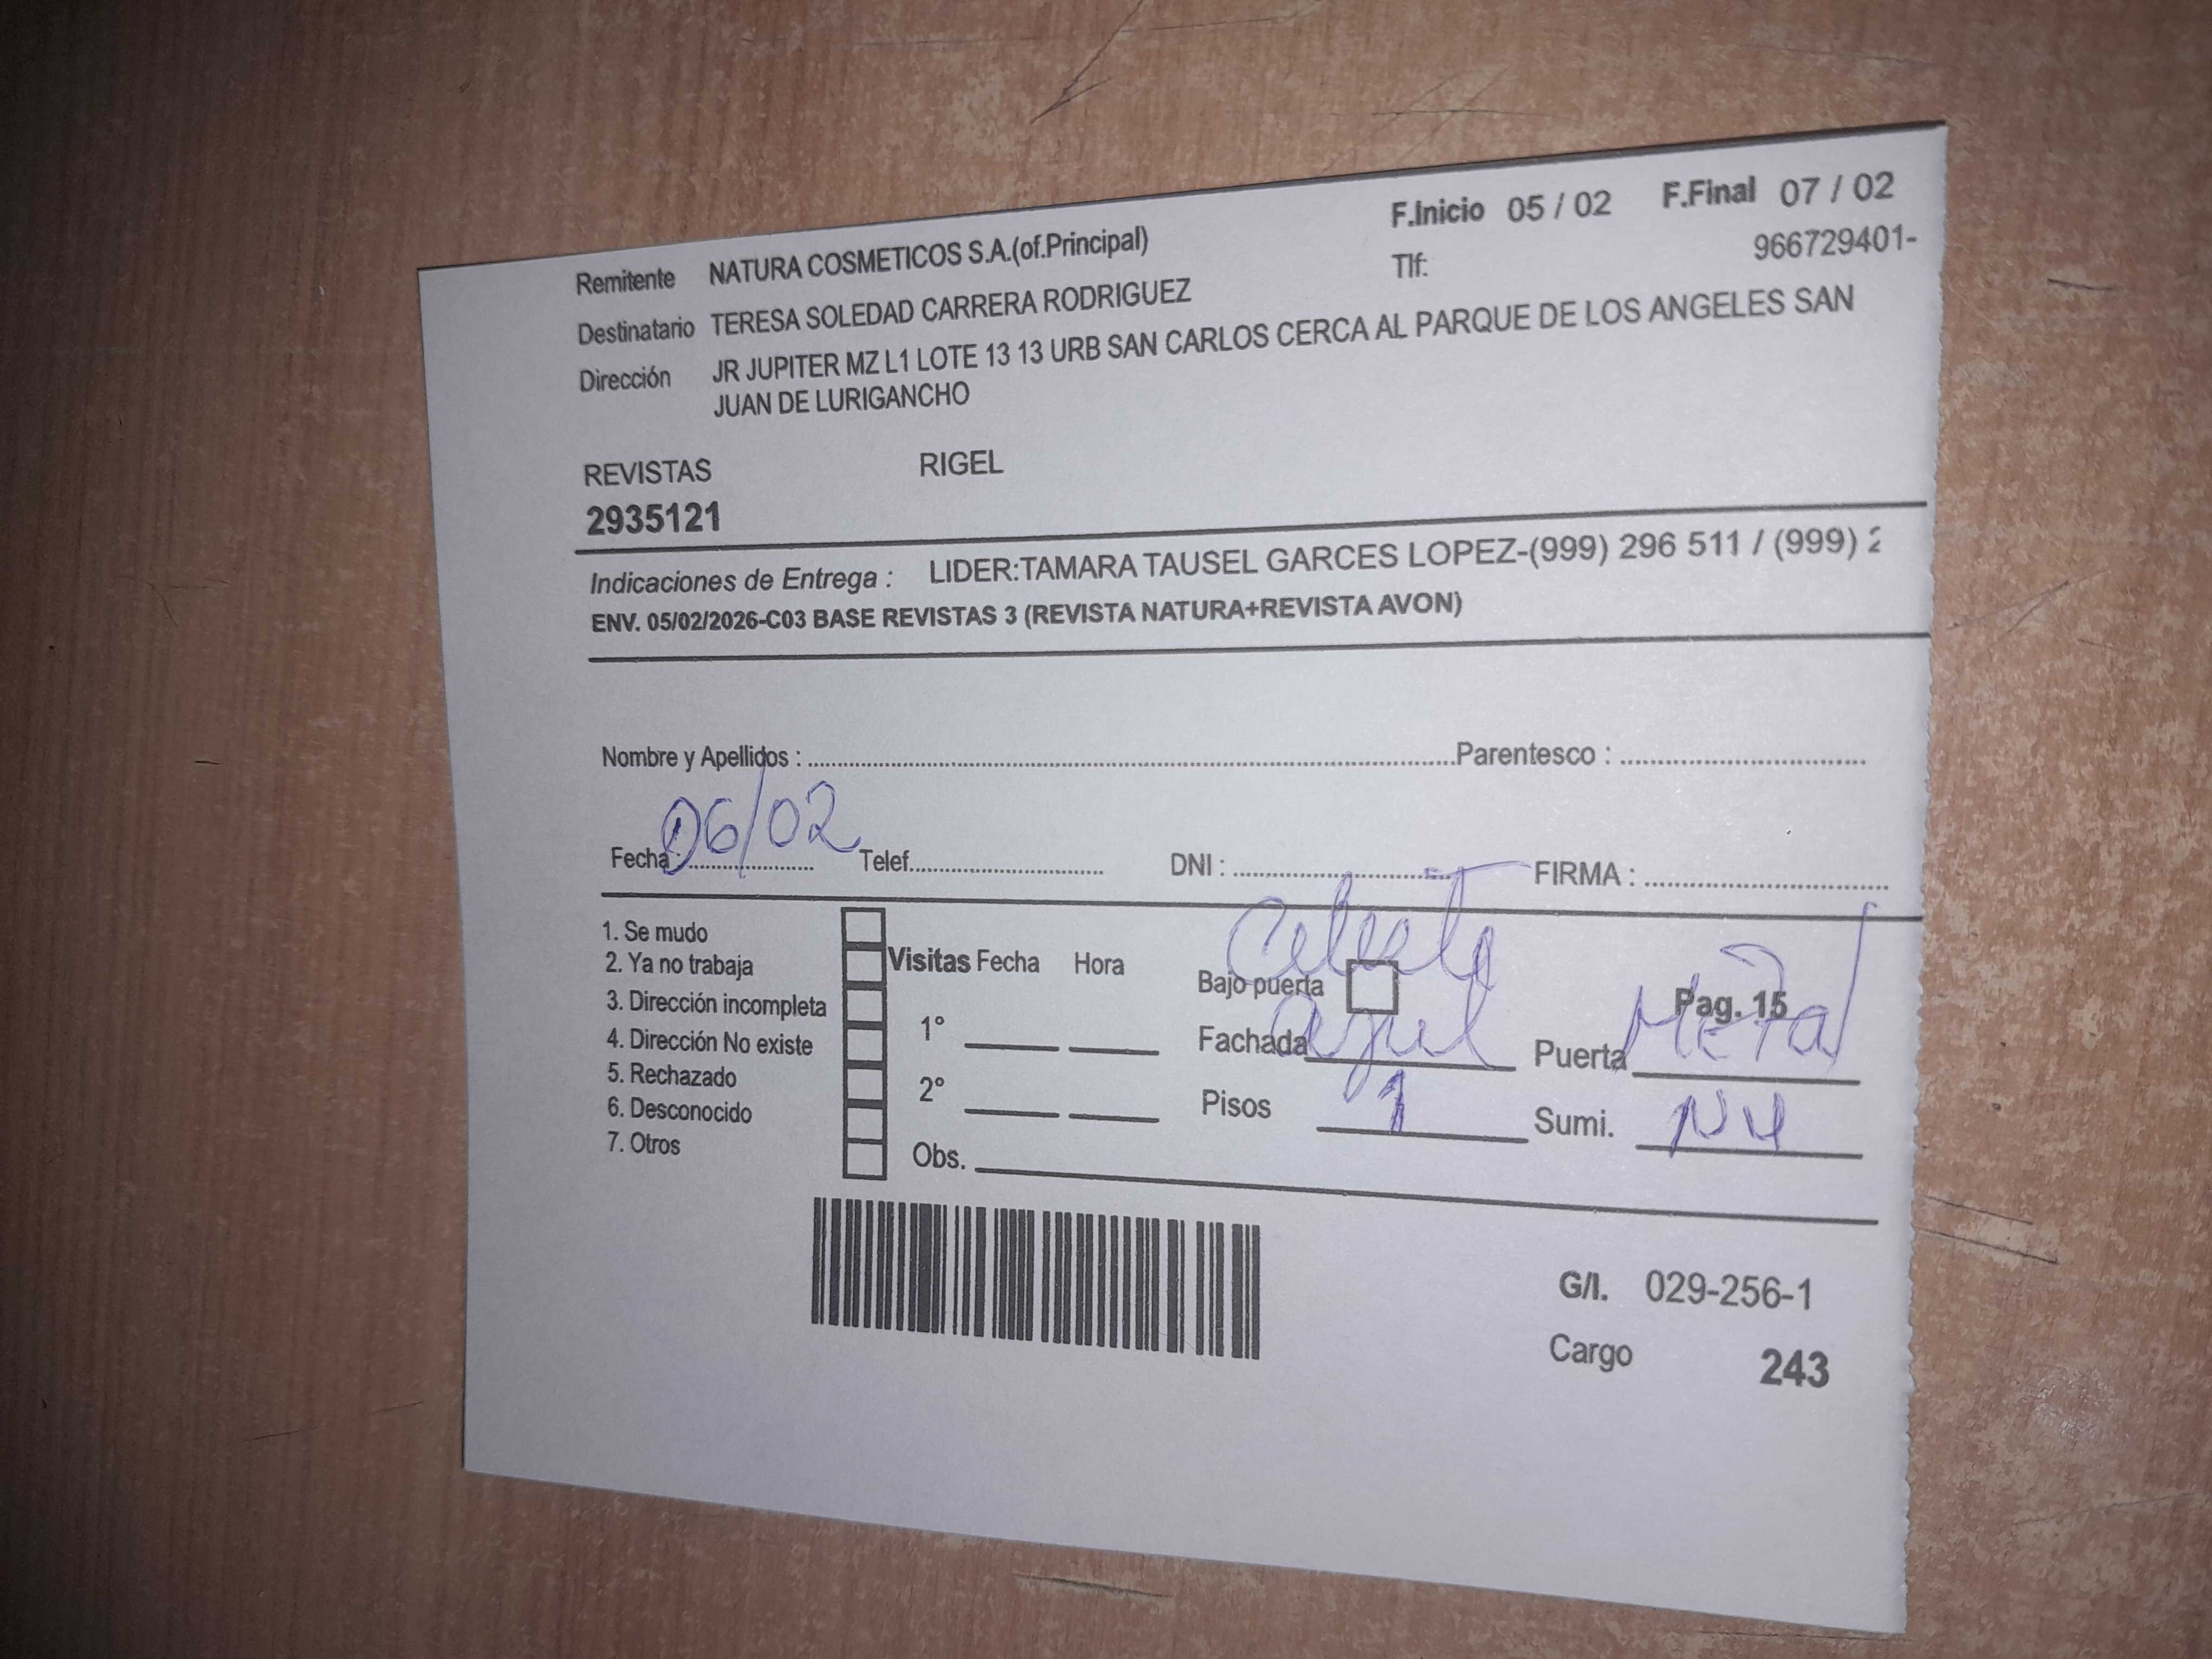 F.Inicio 05 / 02 F.Final 07 / 02
Remitente NATURA COSMETICOS S.A.(of.Principal)
Tlf: 966729401-
Destinatario TERESA SOLEDAD CARRERA RODRIGUEZ
Dirección JR JUPITER MZ L1 LOTE 13 13 URB SAN CARLOS CERCA AL PARQUE DE LOS ANGELES SAN
JUAN DE LURIGANCHO
REVISTAS RIGEL
2935121
Indicaciones de Entrega : LIDER:TAMARA TAUSEL GARCES LOPEZ-(999) 296 511 / (999) 2
ENV. 05/02/2026-C03 BASE REVISTAS 3 (REVISTA NATURA+REVISTA AVON)
Nombre y Apellidos : Parentesco :
Fecha : 06/02 Telef. DNI : FIRMA :
1. Se mudo
2. Ya no trabaja
3. Dirección incompleta
4. Dirección No existe
5. Rechazado
6. Desconocido
7. Otros
Visitas Fecha Hora
1°
2°
Obs.
Celeste
Bajo puerta Pag. 15
Fachada azul Puerta Metal
Pisos 1 Sumi.
G/I. 029-256-1
Cargo 243